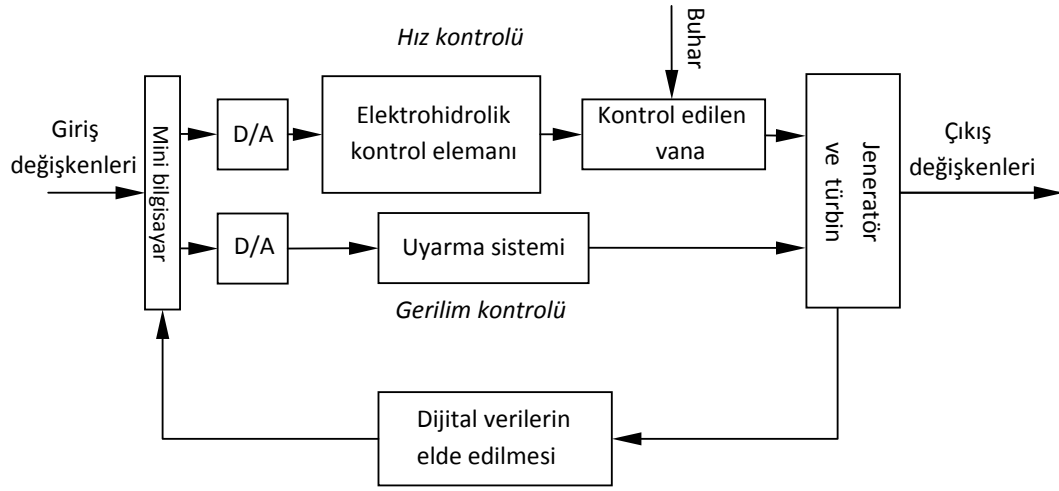 Hız kontrolü
Buhar
Giriş
değişkenleri
Mini bilgisayar
D/A
Elektrohidrolik
kontrol elemanı
Kontrol edilen
vana
Jeneratör
ve türbin
Çıkış
değişkenleri
D/A
Uyarma sistemi
Gerilim kontrolü
Dijital verilerin
elde edilmesi